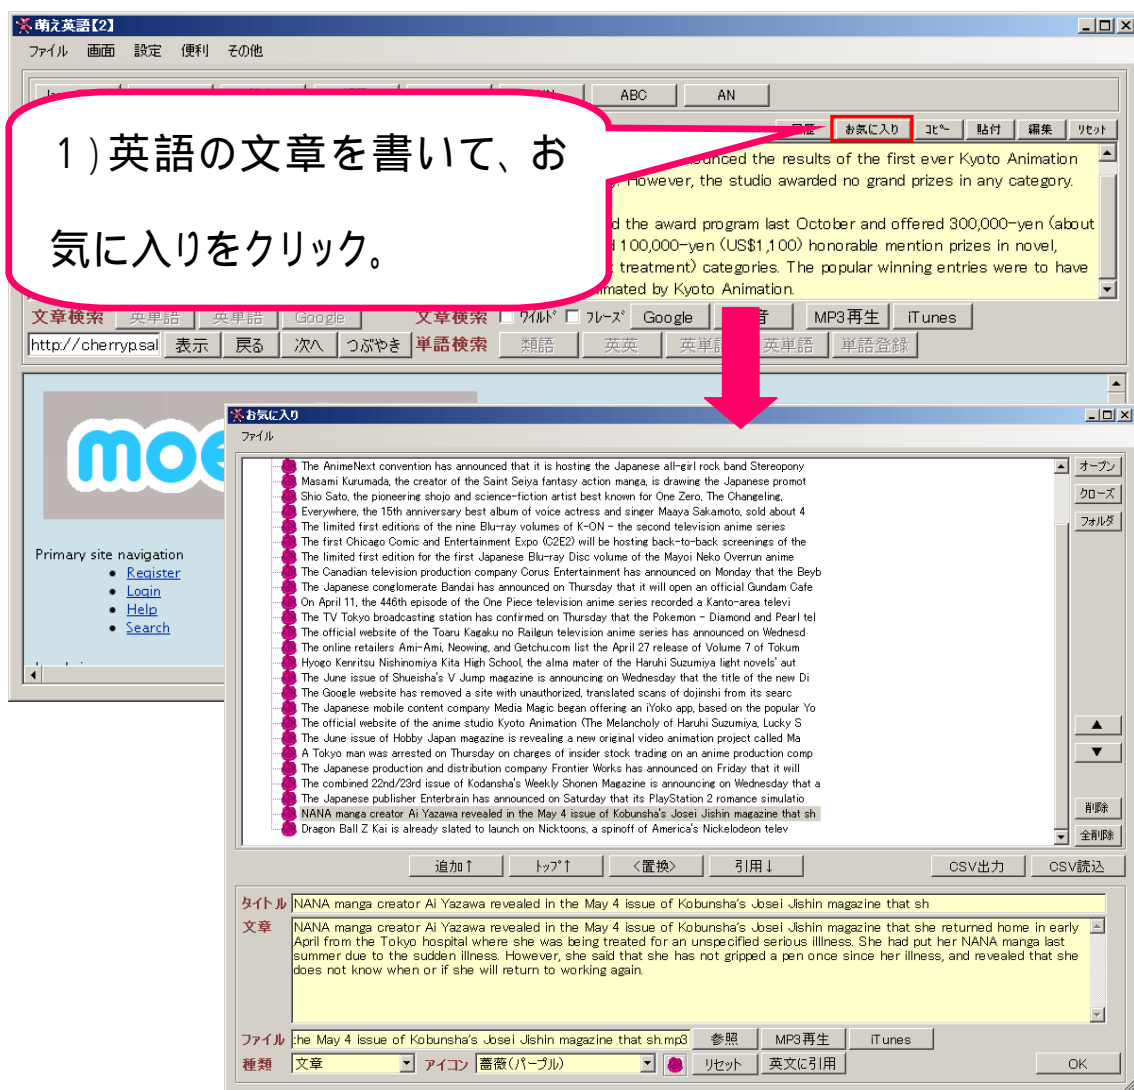 萌え英語【2】
ファイル 画面 設定 便利 その他
ABC AN
お気に入り ｺﾋﾟｰ 貼付 編集 ﾘｾｯﾄ
1)英語の文章を書いて、お
気に入りをクリック。
ounced the results of the first ever Kyoto Animation
. However, the studio awarded no grand prizes in any category.
d the award program last October and offered 300,000-yen (about
100,000-yen (US$1,100) honorable mention prizes in novel,
treatment) categories. The popular winning entries were to have
mated by Kyoto Animation.
文章検索 英単語 英単語 Google 文章検索 ﾜｲﾙﾄﾞ ﾌﾚｰｽﾞ Google 音 MP3再生 iTunes
http://cherryp.sal 表示 戻る 次へ つぶやき 単語検索 類語 英英 英単語 英単語 単語登録
moe
Primary site navigation
Register
Login
Help
Search
お気に入り
ファイル
The AnimeNext convention has announced that it is hosting the Japanese all-girl rock band Stereopony
Masami Kurumada, the creator of the Saint Seiya fantasy action manga, is drawing the Japanese promot
Shio Sato, the pioneering shojo and science-fiction artist best known for One Zero, The Changeling,
Everywhere, the 15th anniversary best album of voice actress and singer Maaya Sakamoto, sold about 4
The limited first editions of the nine Blu-ray volumes of K-ON - the second television anime series
The first Chicago Comic and Entertainment Expo (C2E2) will be hosting back-to-back screenings of the
The limited first edition for the first Japanese Blu-ray Disc volume of the Mayoi Neko Overrun anime
The Canadian television production company Corus Entertainment has announced on Monday that the Beyb
The Japanese conglomerate Bandai has announced on Thursday that it will open an official Gundam Cafe
On April 11, the 446th episode of the One Piece television anime series recorded a Kanto-area televi
The TV Tokyo broadcasting station has confirmed on Thursday that the Pokemon - Diamond and Pearl tel
The official website of the Toaru Kagaku no Railgun television anime series has announced on Wednesd
The online retailers Ami-Ami, Neowing, and Getchu.com list the April 27 release of Volume 7 of Tokum
Hyogo Kenritsu Nishinomiya Kita High School, the alma mater of the Haruhi Suzumiya light novels' aut
The June issue of Shueisha's V Jump magazine is announcing on Wednesday that the title of the new Di
The Google website has removed a site with unauthorized, translated scans of dojinshi from its searc
The Japanese mobile content company Media Magic began offering an iYoko app, based on the popular Yo
The official website of the anime studio Kyoto Animation (The Melancholy of Haruhi Suzumiya, Lucky S
The June issue of Hobby Japan magazine is revealing a new original video animation project called Ma
A Tokyo man was arrested on Thursday on charges of insider stock trading on an anime production comp
The Japanese production and distribution company Frontier Works has announced on Friday that it will
The combined 22nd/23rd issue of Kodansha's Weekly Shonen Magazine is announcing on Wednesday that a
The Japanese publisher Enterbrain has announced on Saturday that its PlayStation 2 romance simulatio
NANA manga creator Ai Yazawa revealed in the May 4 issue of Kobunsha's Josei Jishin magazine that sh
Dragon Ball Z Kai is already slated to launch on Nicktoons, a spinoff of America's Nickelodeon telev
オープン
クローズ
フォルダ
▲
▼
削除
全削除
追加↑ ﾄｯﾌﾟ↑ <置換> 引用↓ CSV出力 CSV読込
タイトル NANA manga creator Ai Yazawa revealed in the May 4 issue of Kobunsha's Josei Jishin magazine that sh
文章 NANA manga creator Ai Yazawa revealed in the May 4 issue of Kobunsha's Josei Jishin magazine that she returned home in early
April from the Tokyo hospital where she was being treated for an unspecified serious illlness. She had put her NANA manga last
summer due to the sudden illness. However, she said that she has not gripped a pen once since her illness, and revealed that she
does not know when or if she will return to working again.
ファイル :he May 4 issue of Kobunsha's Josei Jishin magazine that sh.mp3 参照 MP3再生 iTunes
種類 文章 アイコン 薔薇(パープル) リセット 英文に引用 OK